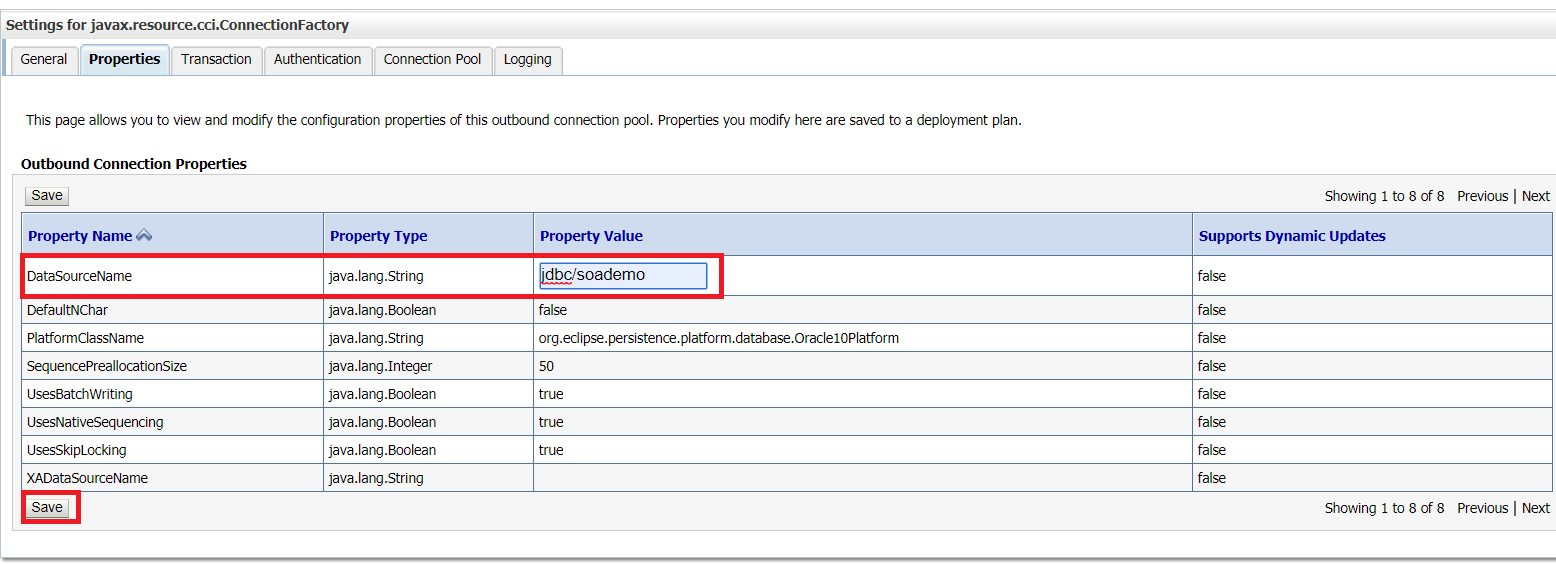 Settings for javax.resource.cci.ConnectionFactory
General Properties Transaction Authentication Connection Pool Logging
This page allows you to view and modify the configuration properties of this outbound connection pool. Properties you modify here are saved to a deployment plan.
Outbound Connection Properties
Save Showing 1 to 8 of 8 Previous | Next
Property Name Property Type Property Value Supports Dynamic Updates
DataSourceName java.lang.String jdbc/soademo false
DefaultNChar java.lang.Boolean false false
PlatformClassName java.lang.String org.eclipse.persistence.platform.database.Oracle10Platform false
SequencePreallocationSize java.lang.Integer 50 false
UsesBatchWriting java.lang.Boolean true false
UsesNativeSequencing java.lang.Boolean true false
UsesSkipLocking java.lang.Boolean true false
XADataSourceName java.lang.String false
Save Showing 1 to 8 of 8 Previous | Next